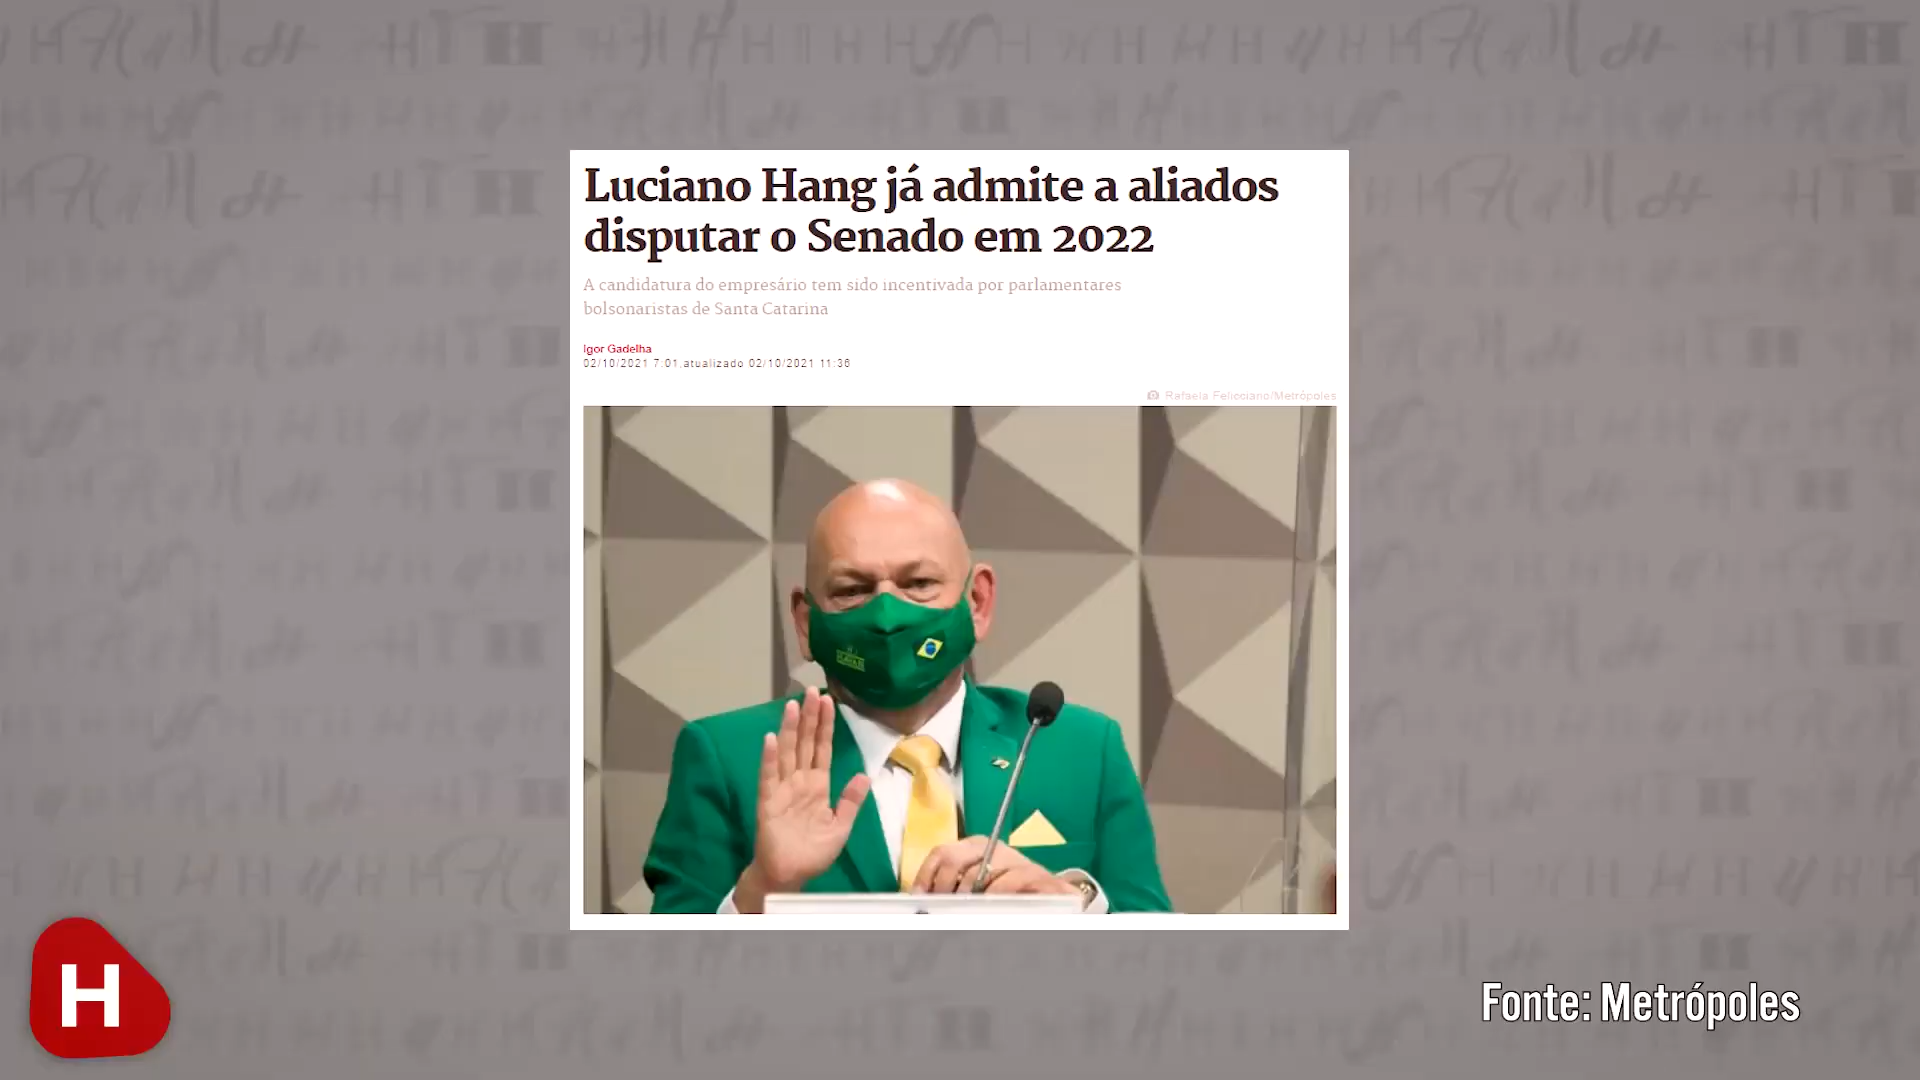 Luciano Hang já admite a aliados
disputar o Senado em 2022
A candidatura do empresário tem sido incentivada por parlamentares
bolsonaristas de Santa Catarina
Igor Gadelha
02/10/2021 7:01,atualizado 02/10/2021 11:36
Rafaela Felicciano/Metrópoles
HAVAN
H
Fonte: Metrópoles